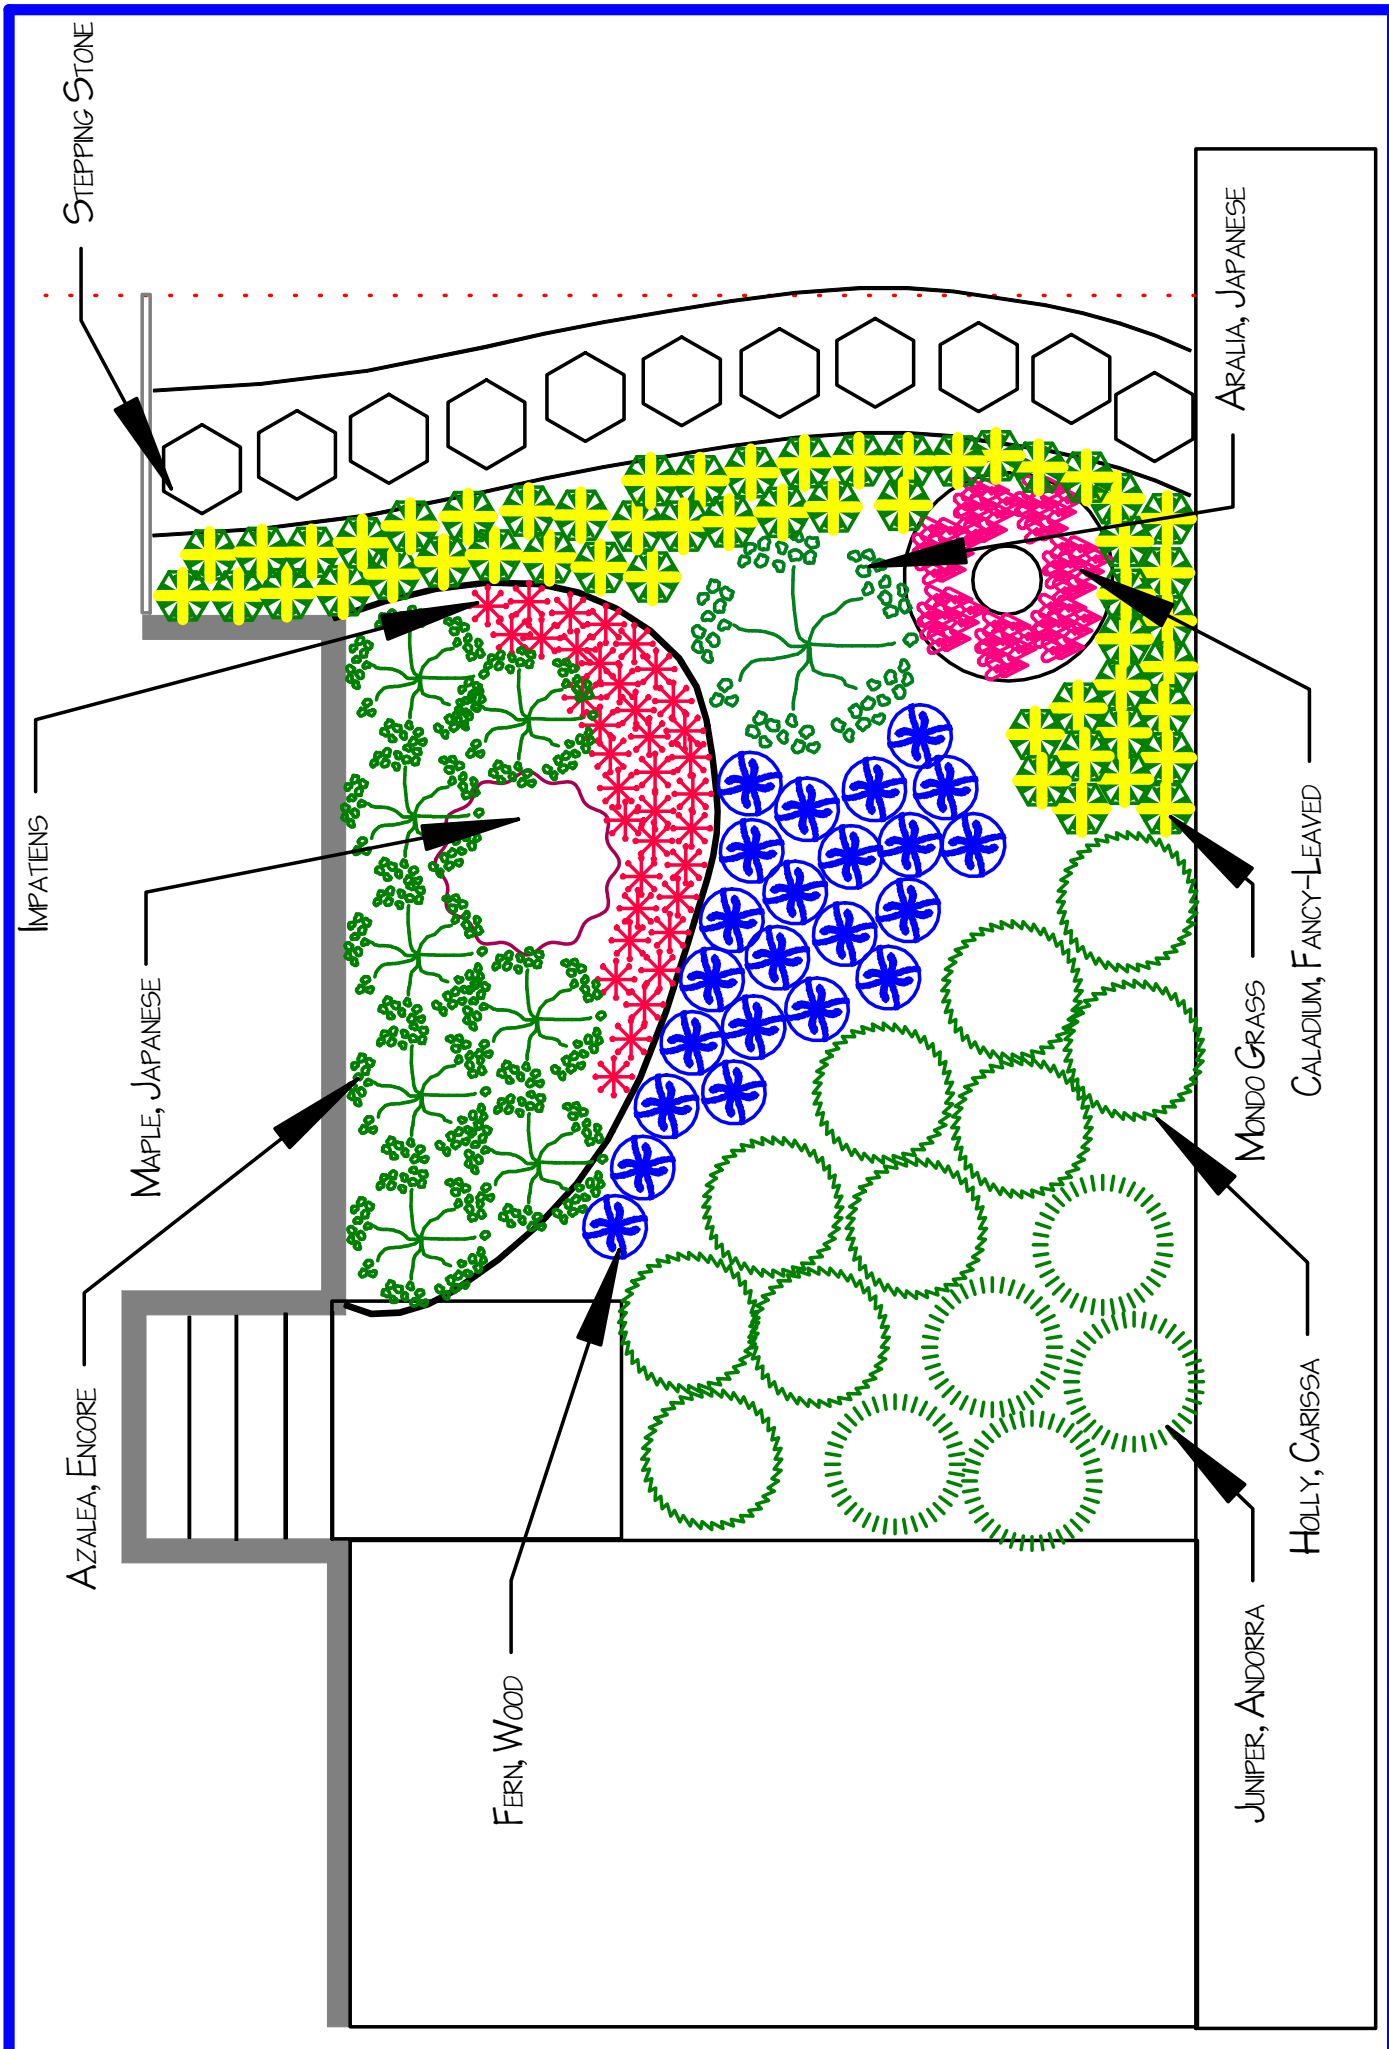 Stepping Stone
Impatiens
Maple, Japanese
Azalea, Encore
Fern, Wood
Aralia, Japanese
Caladium, Fancy-Leaved
Mondo Grass
Holly, Carissa
Juniper, Andorra